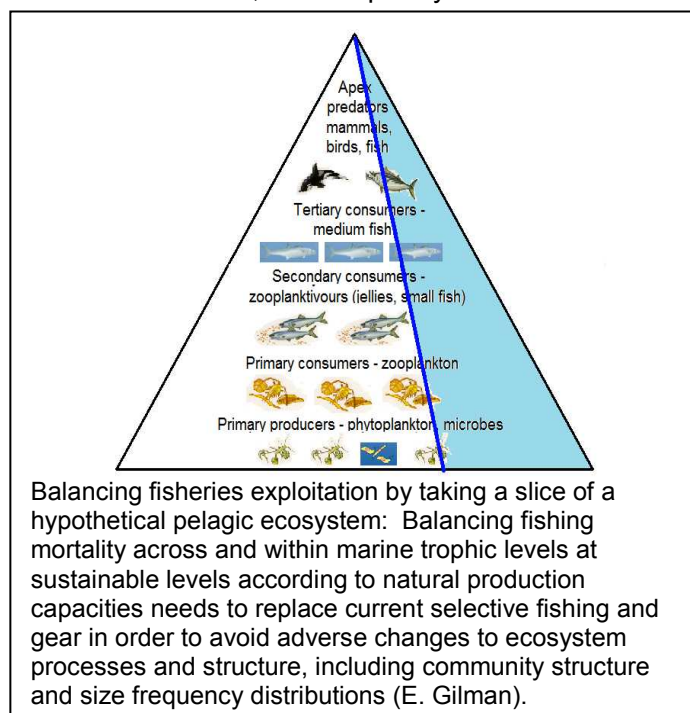 Apex
predators
mammals,
birds, fish
Tertiary consumers -
medium fish
Secondary consumers -
zooplanktivours (jellies, small fish)
Primary consumers - zooplankton
Primary producers - phytoplankton, microbes
Balancing fisheries exploitation by taking a slice of a
hypothetical pelagic ecosystem:  Balancing fishing
mortality across and within marine trophic levels at
sustainable levels according to natural production
capacities needs to replace current selective fishing and
gear in order to avoid adverse changes to ecosystem
processes and structure, including community structure
and size frequency distributions (E. Gilman).